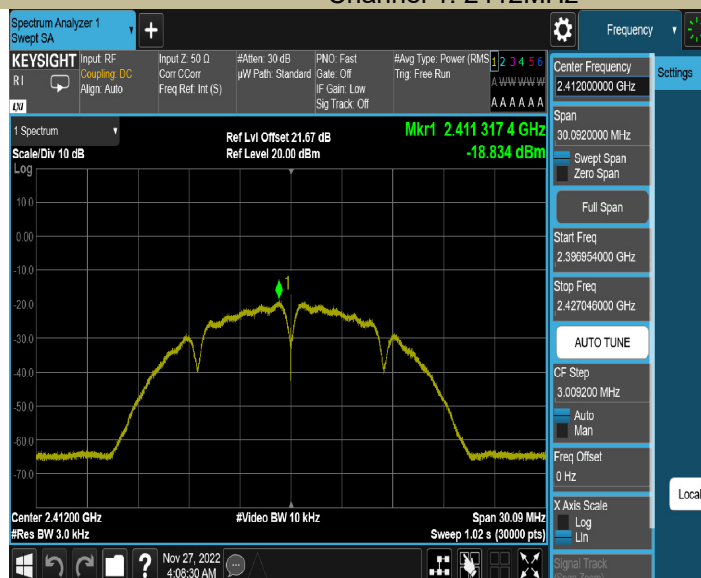 Channel 1: 2412MHz
Spectrum Analyzer 1
Swept SA
Frequency
KEYSIGHT
RI
LXI
Input: RF
Coupling: DC
Align: Auto
Input Z: 50 Ω
Corr CCorr
Freq Ref: Int (S)
#Atten: 30 dB
µW Path: Standard
PNO: Fast
Gate: Off
IF Gain: Low
Sig Track: Off
#Avg Type: Power (RMS
Trig: Free Run
1 2 3 4 5 6
A WW WW W
A A A A A A
1 Spectrum
Scale/Div 10 dB
Log
Ref Lvl Offset 21.67 dB
Ref Level 20.00 dBm
Mkr1 2.411 317 4 GHz
-18.834 dBm
10.0
0.00
-10.0
-20.0
-30.0
-40.0
-50.0
-60.0
-70.0
1
Center 2.41200 GHz
#Res BW 3.0 kHz
#Video BW 10 kHz
Span 30.09 MHz
Sweep 1.02 s (30000 pts)
Center Frequency
2.412000000 GHz
Settings
Span
30.0920000 MHz
Swept Span
Zero Span
Full Span
Start Freq
2.396954000 GHz
Stop Freq
2.427046000 GHz
AUTO TUNE
CF Step
3.009200 MHz
Auto
Man
Freq Offset
0 Hz
X Axis Scale
Log
Lin
Local
Signal Track
(Span Zoom)
?
Nov 27, 2022
4:08:30 AM